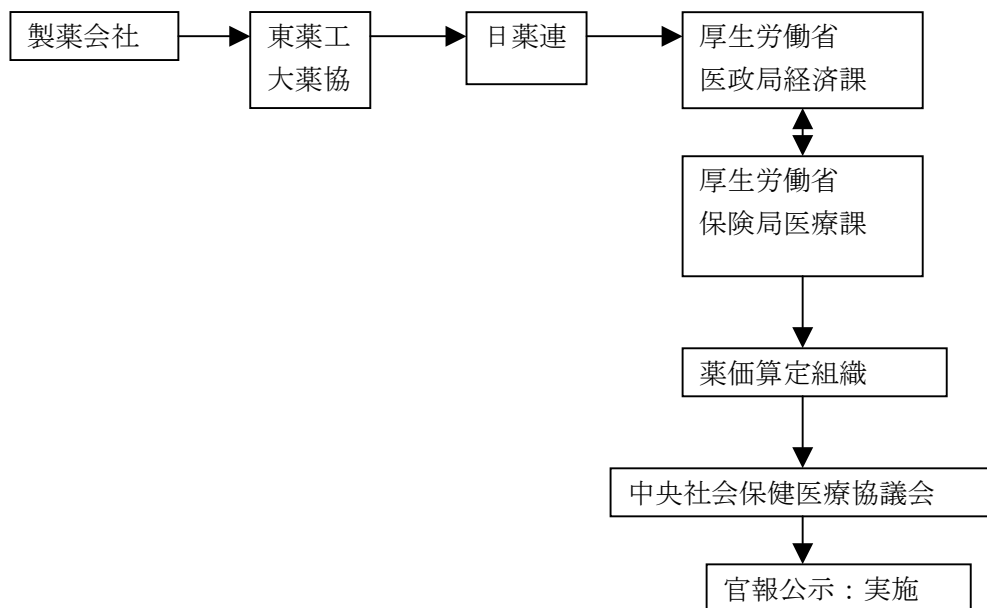 製薬会社
東薬工
大薬協
日薬連
厚生労働省
医政局経済課
厚生労働省
保険局医療課
薬価算定組織
中央社会保健医療協議会
官報公示：実施